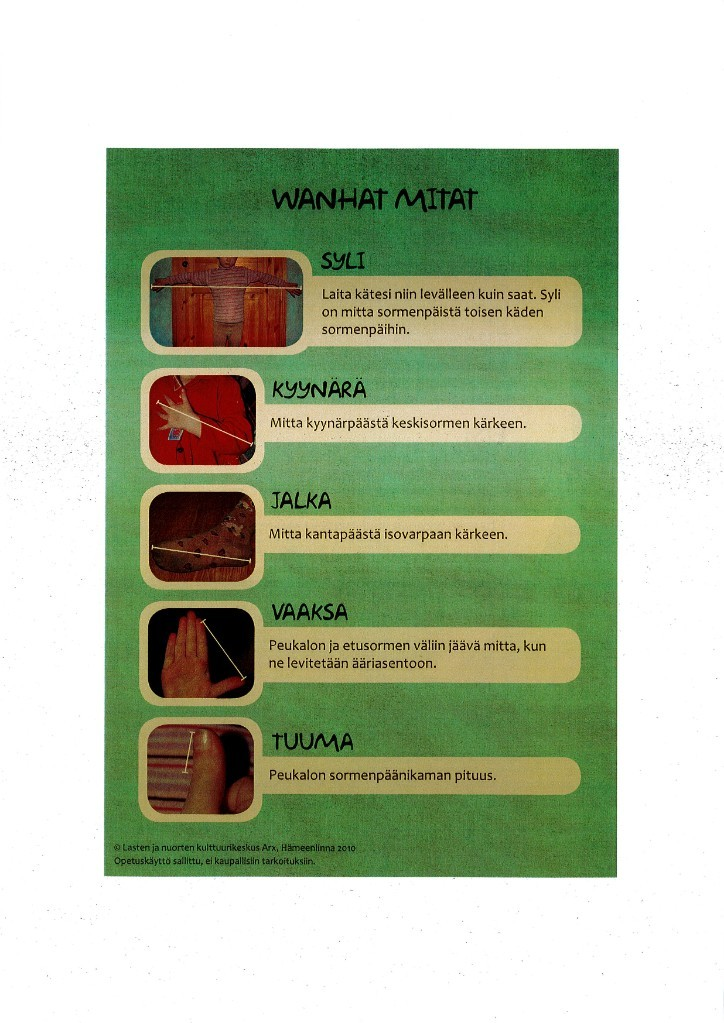 WANHAT MITAT
SYLI
Laita kätesi niin levälleen kuin saat. Syli
on mitta sormenpäistä toisen käden
sormenpäihin.
KYYNÄRÄ
Mitta kyynärpäästä keskisormen kärkeen.
JALKA
Mitta kantapäästä isovarpaan kärkeen.
VAAKSA
Peukalon ja etusormen väliin jäävä mitta, kun
ne levitetään ääriasentoon.
TUUMA
Peukalon sormenpäänikaman pituus.
© Lasten ja nuorten kulttuurikeskus Arx, Hämeenlinna 2010
Opetuskäyttö sallittu, ei kaupallisiin tarkoituksiin.